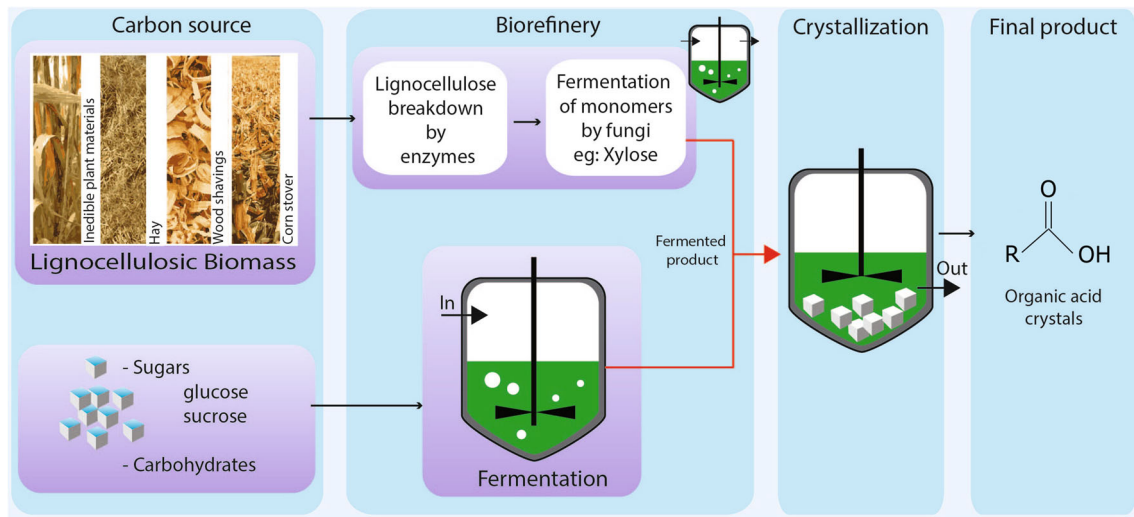 Carbon source
Inedible plant materials
Hay
Wood shavings
Corn stover
Lignocellulosic Biomass
- Sugars
glucose
sucrose
- Carbohydrates
Biorefinery
Lignocellulose
breakdown
by
enzymes
Fermentation
of monomers
by fungi
eg: Xylose
In
Fermentation
Fermented
product
Crystallization
Out
Final product
O
R
OH
Organic acid
crystals